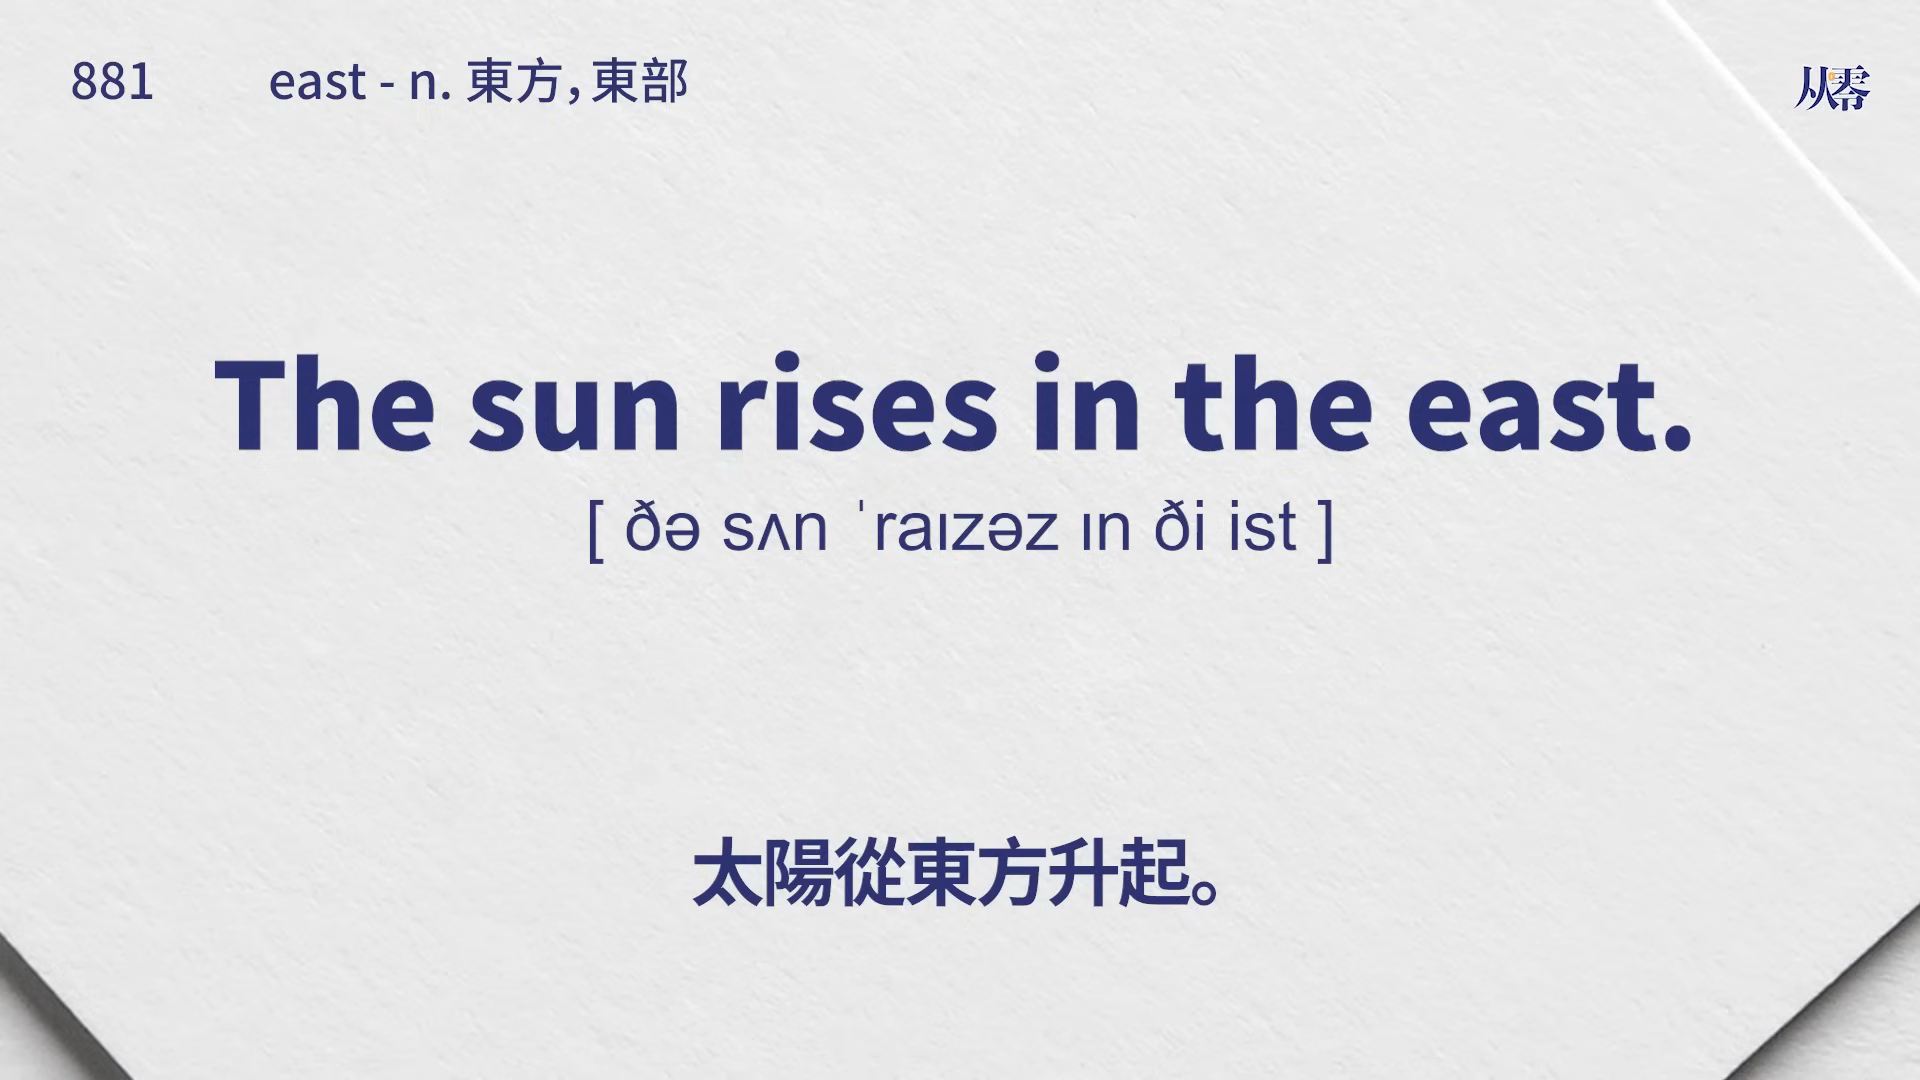 881 east - n. 東方，東部
从零
The sun rises in the east.
[ ðə sʌn ˈraɪzəz ɪn ði ist ]
太陽從東方升起。